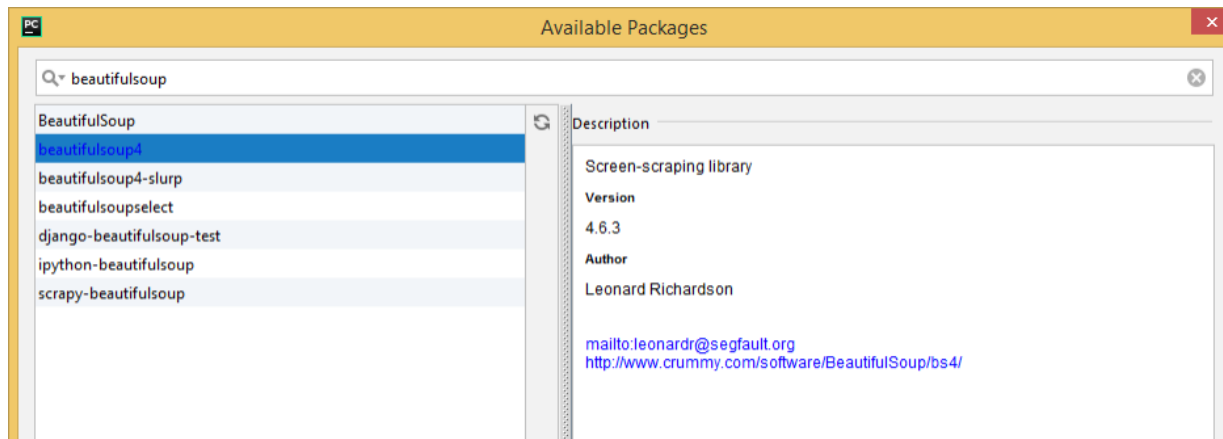 PC
Available Packages
beautifulsoup
BeautifulSoup
beautifulsoup4
beautifulsoup4-slurp
beautifulsoupselect
django-beautifulsoup-test
ipython-beautifulsoup
scrapy-beautifulsoup
Description
Screen-scraping library
Version
4.6.3
Author
Leonard Richardson
mailto:leonardr@segfault.org
http://www.crummy.com/software/BeautifulSoup/bs4/